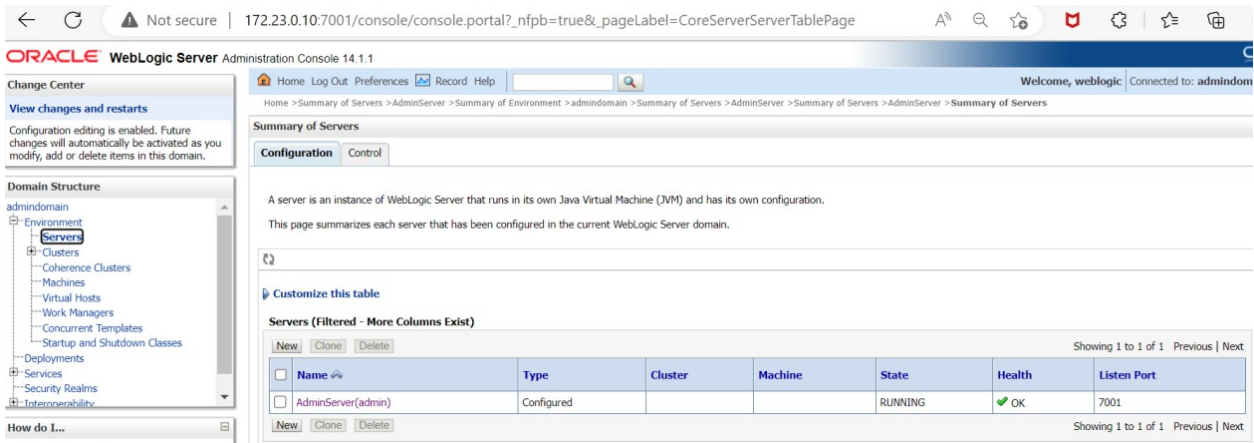 Not secure | 172.23.0.10:7001/console/console.portal?_nfpb=true&_pageLabel=CoreServerServerTablePage
ORACLE WebLogic Server Administration Console 14.1.1
Change Center
View changes and restarts
Configuration editing is enabled. Future
changes will automatically be activated as you
modify, add or delete items in this domain.
Domain Structure
admindomain
Environment
Servers
Clusters
Coherence Clusters
Machines
Virtual Hosts
Work Managers
Concurrent Templates
Startup and Shutdown Classes
Deployments
Services
Security Realms
Interoperability
How do I...
Home Log Out Preferences Record Help
Welcome, weblogic Connected to: admindom
Home >Summary of Servers >AdminServer >Summary of Environment >admindomain >Summary of Servers >AdminServer >Summary of Servers >AdminServer >Summary of Servers
Summary of Servers
Configuration Control
A server is an instance of WebLogic Server that runs in its own Java Virtual Machine (JVM) and has its own configuration.
This page summarizes each server that has been configured in the current WebLogic Server domain.
Customize this table
Servers (Filtered - More Columns Exist)
New Clone Delete Showing 1 to 1 of 1 Previous | Next
Name Type Cluster Machine State Health Listen Port
AdminServer(admin) Configured RUNNING OK 7001
New Clone Delete Showing 1 to 1 of 1 Previous | Next